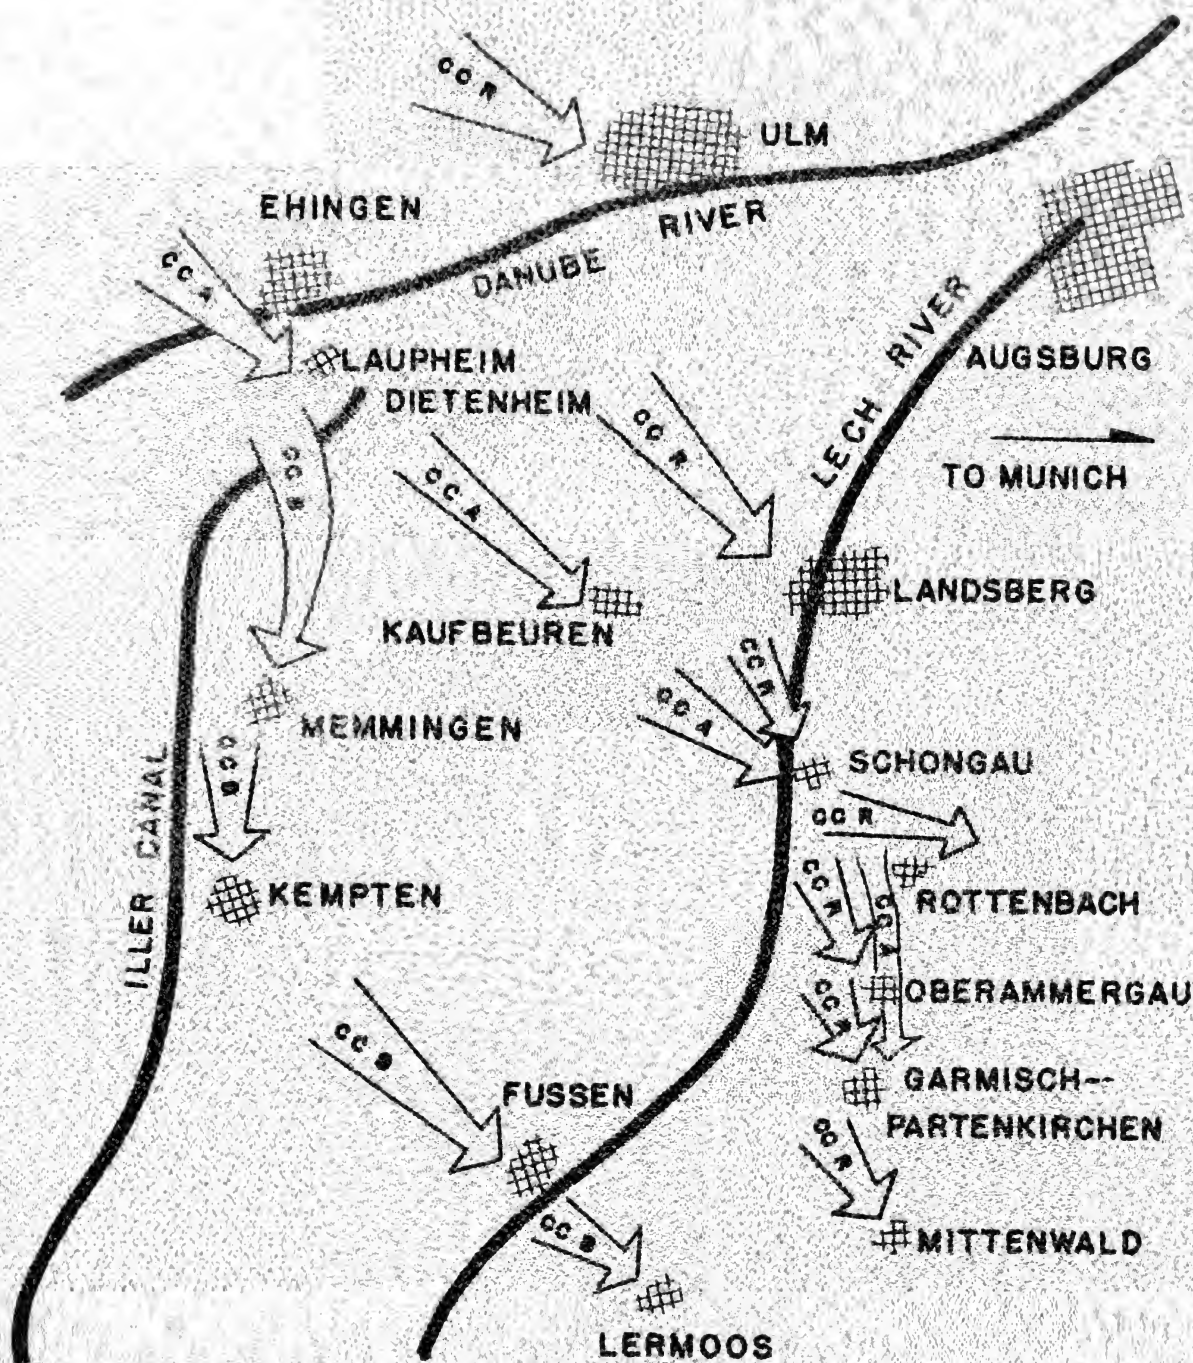 CC R
ULM
EHINGEN
RIVER
CC A
DANUBE
LECH RIVER
LAUPHEIM
AUGSBURG
DIETENHEIM
CC R
CC B
CC A
TO MUNICH
LANDSBERG
KAUFBEUREN
CC R
CC A
MEMMINGEN
SCHONGAU
CC B
CC R
ILLER CANAL
KEMPTEN
CC R
CC A
ROTTENBACH
OBERAMMERGAU
CC R
CC B
FUSSEN
GARMISCH--
PARTENKIRCHEN
CC R
CC B
MITTENWALD
LERMOOS